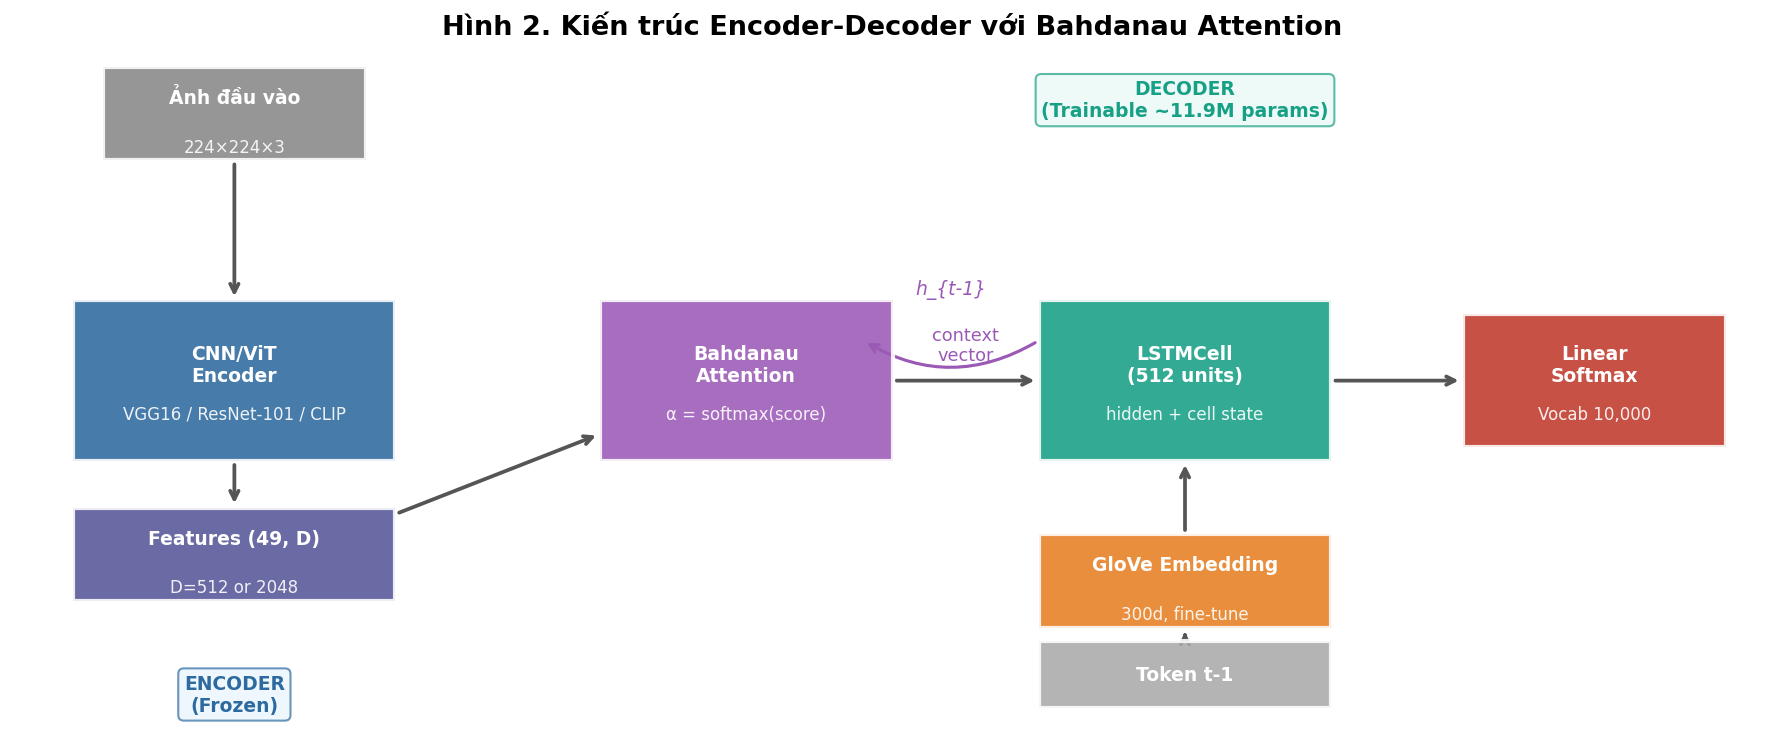 Hình 2. Kiến trúc Encoder-Decoder với Bahdanau Attention
Ảnh đầu vào
224×224×3
DECODER
(Trainable ~11.9M params)
CNN/ViT
Encoder
VGG16 / ResNet-101 / CLIP
Bahdanau
Attention
α = softmax(score)
h_{t-1}
context
vector
LSTMCell
(512 units)
hidden + cell state
Linear
Softmax
Vocab 10,000
Features (49, D)
D=512 or 2048
GloVe Embedding
300d, fine-tune
Token t-1
ENCODER
(Frozen)